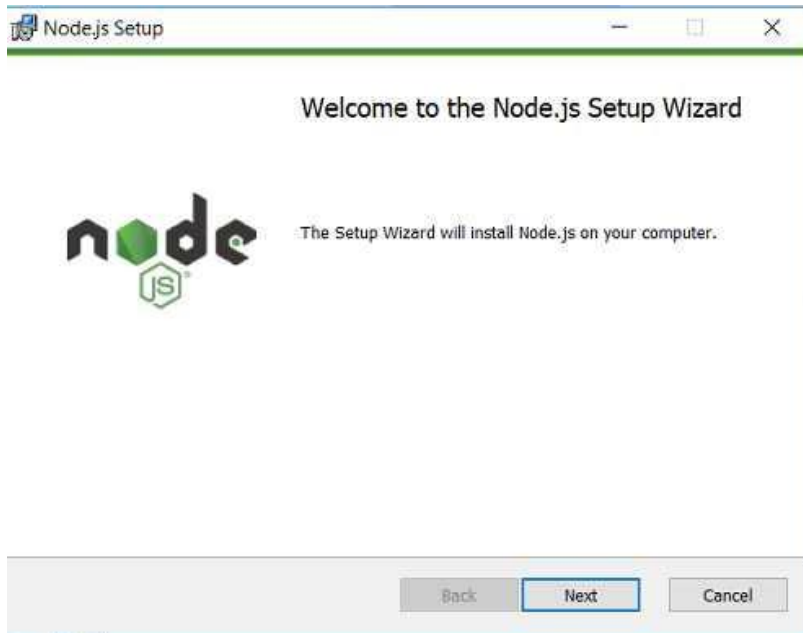 Node.js Setup
Welcome to the Node.js Setup Wizard
node
JS
The Setup Wizard will install Node.js on your computer.
Back
Next
Cancel